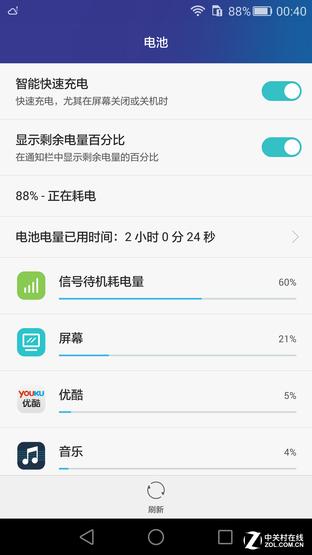 88% 00:40
电池
智能快速充电
快速充电，尤其在屏幕关闭或关机时
显示剩余电量百分比
在通知栏中显示剩余电量的百分比
88% - 正在耗电
电池电量已用时间：2 小时 0 分 24 秒
信号待机耗电量 60%
屏幕 21%
YOUKU
优酷
优酷 5%
音乐 4%
刷新
Z 中关村在线
ZOL.COM.CN